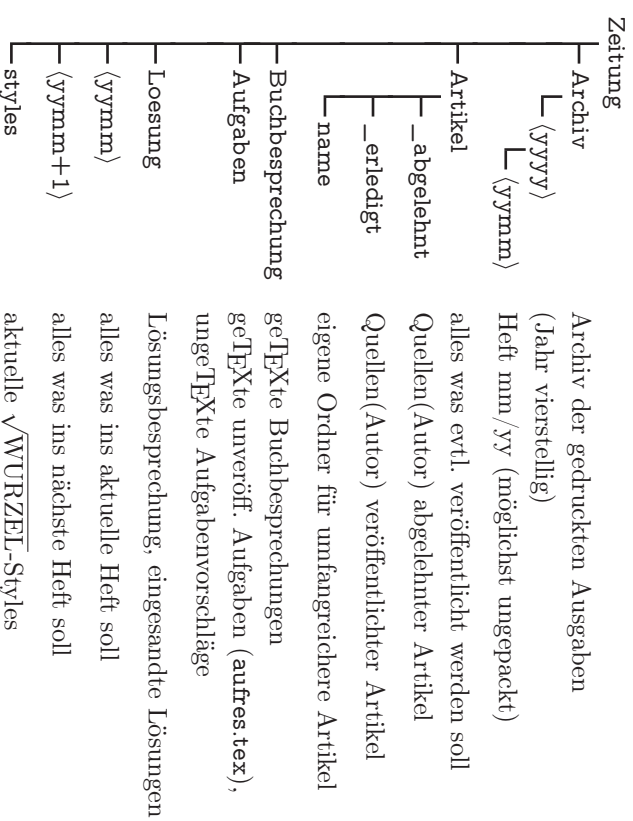 Zeitung
Archiv Archiv der gedruckten Ausgaben
⟨yyyy⟩ (Jahr vierstellig)
⟨yymm⟩ Heft mm/yy (möglichst ungepackt)
Artikel alles was evtl. veröffentlicht werden soll
_abgelehnt Quellen(Autor) abgelehnter Artikel
_erledigt Quellen(Autor) veröffentlichter Artikel
name eigene Ordner für umfangreichere Artikel
Buchbesprechung geTEXte Buchbesprechungen
Aufgaben geTEXte unveröff. Aufgaben (aufres.tex),
ungeTEXte Aufgabenvorschläge
Loesung Lösungsbesprechung, eingesandte Lösungen
⟨yymm⟩ alles was ins aktuelle Heft soll
⟨yymm+1⟩ alles was ins nächste Heft soll
styles aktuelle √WURZEL-Styles